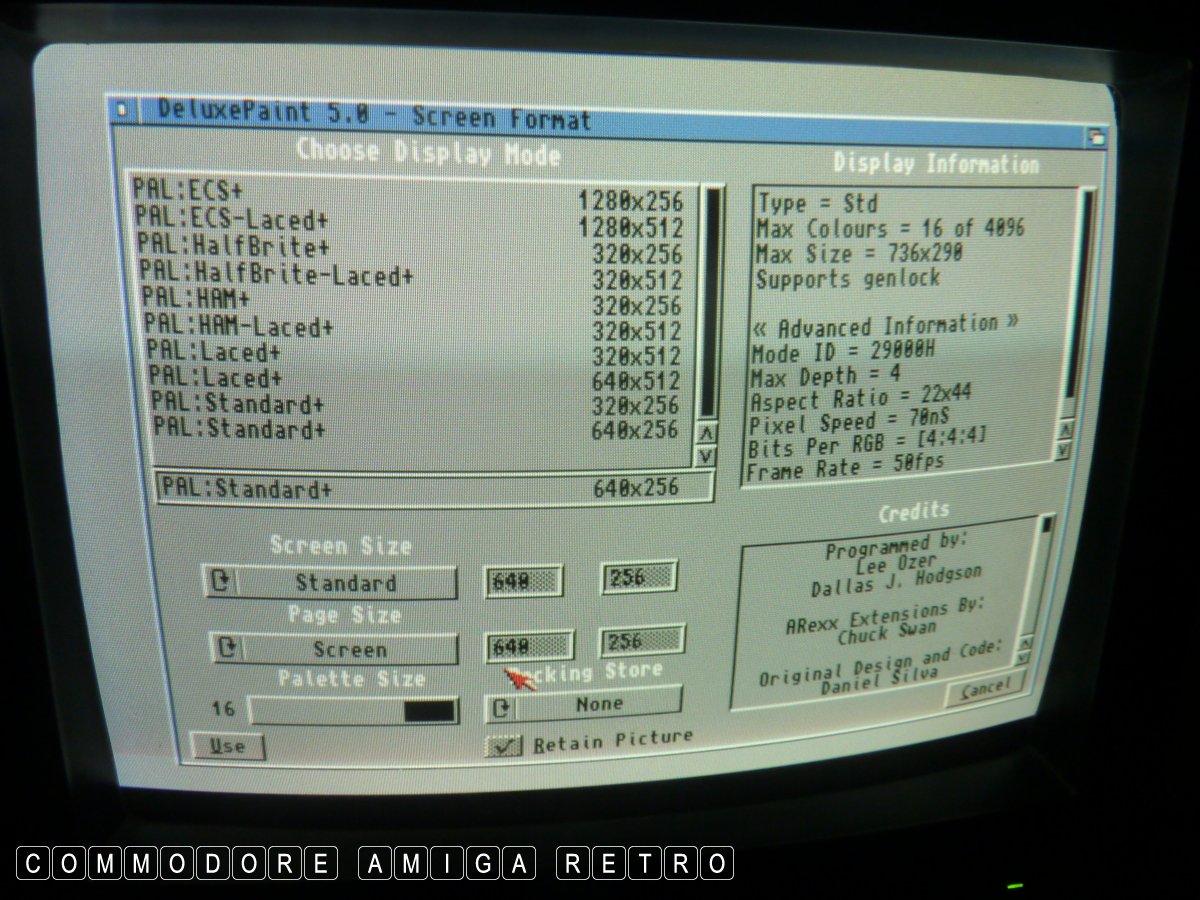 DeluxePaint 5.0 - Screen Format
Choose Display Mode
PAL:ECS+ 1280x256
PAL:ECS-Laced+ 1280x512
PAL:HalfBrite+ 320x256
PAL:HalfBrite-Laced+ 320x512
PAL:HAM+ 320x256
PAL:HAM-Laced+ 320x512
PAL:Laced+ 320x512
PAL:Laced+ 640x512
PAL:Standard+ 320x256
PAL:Standard+ 640x256
PAL:Standard+ 640x256
Display Information
Type = Std
Max Colours = 16 of 4096
Max Size = 736x290
Supports genlock
« Advanced Information »
Mode ID = 29000H
Max Depth = 4
Aspect Ratio = 22x44
Pixel Speed = 70nS
Bits Per RGB = [4:4:4]
Frame Rate = 50fps
Screen Size
Standard 640 256
Page Size
Screen 640 256
Palette Size
16
Store
None
Use
Retain Picture
Credits
Programmed by:
Lee Ozer
Dallas J. Hodgson
ARexx Extensions By:
Chuck Swan
Original Design and Code:
Daniel Silva
Cancel
COMMODORE AMIGA RETRO